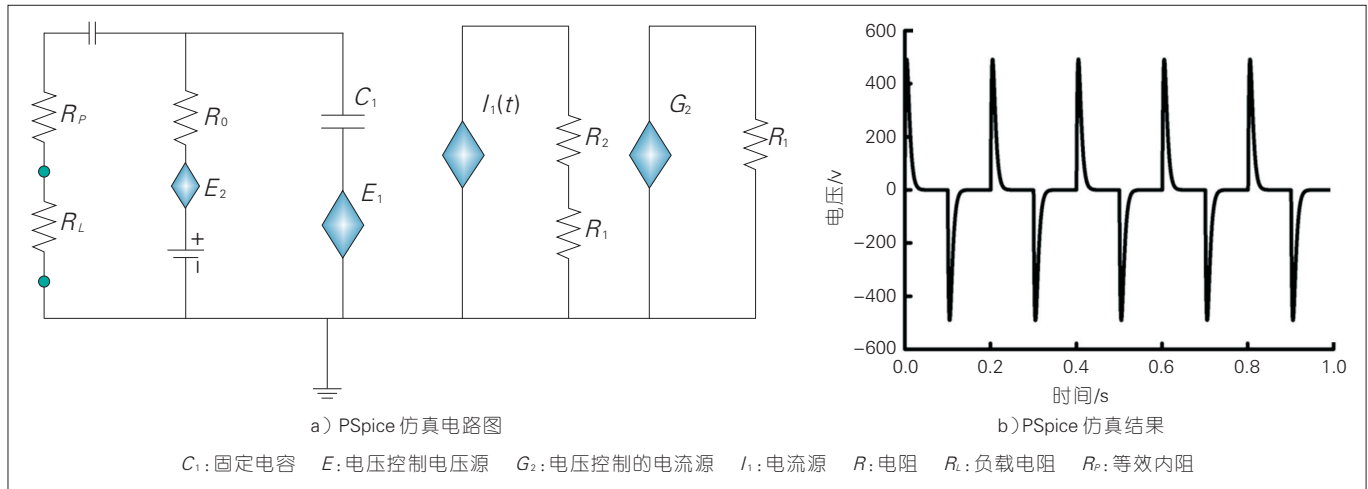 R_P
R_L
R_0
E_2
+
C_1
E_1
I_1(t)
R_2
R_1
G_2
R_1
a）PSpice 仿真电路图
600
400
200
0
-200
-400
-600
电压/v
0.0 0.2 0.4 0.6 0.8 1.0
时间/s
b）PSpice 仿真结果
C_1：固定电容 E：电压控制电压源 G_2：电压控制的电流源 I_1：电流源 R：电阻 R_L：负载电阻 R_P：等效内阻